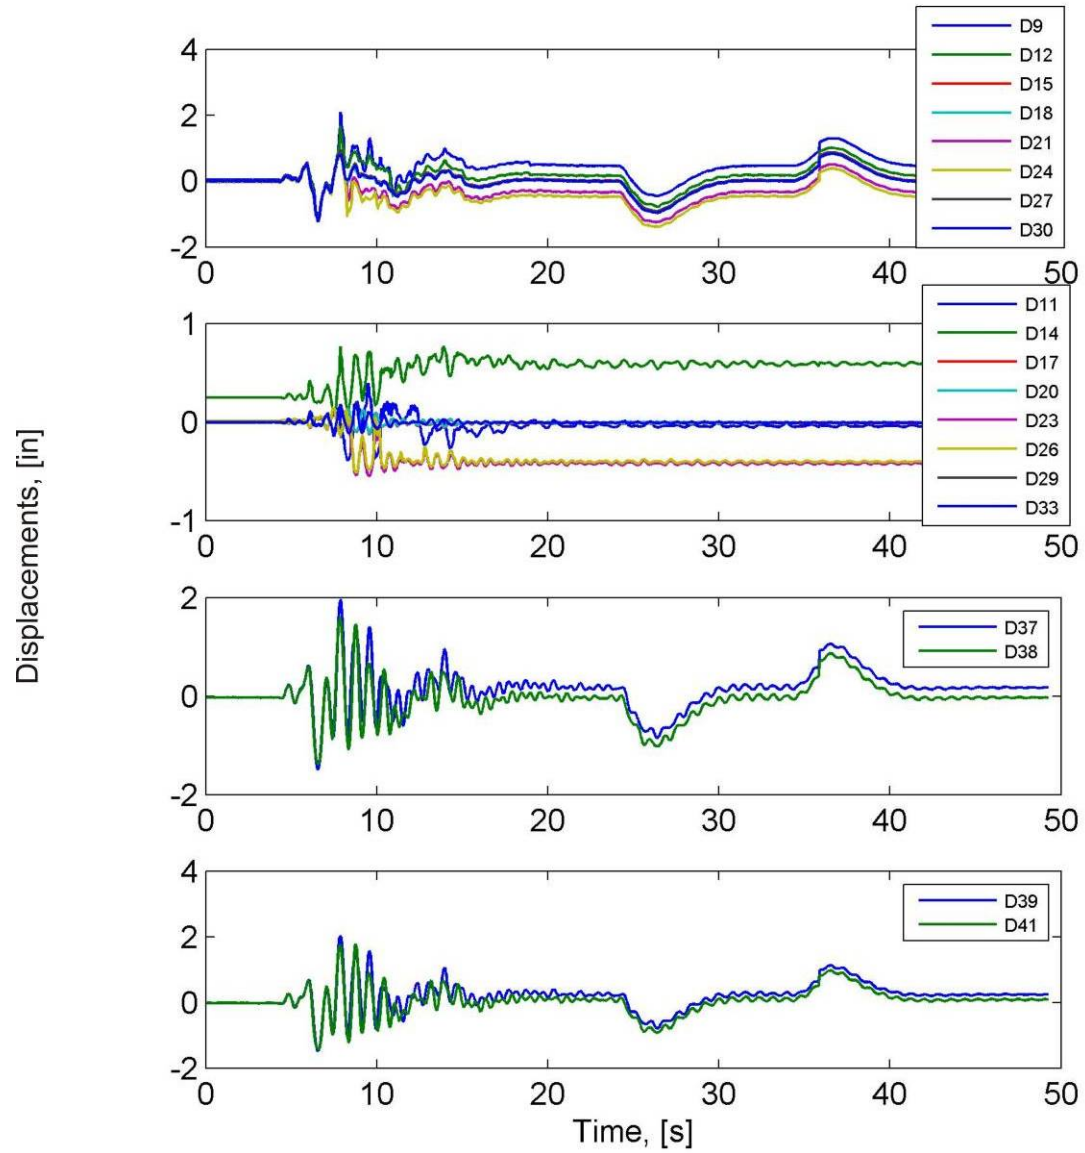 4
2
0
-2
0 10 20 30 40 50
D9
D12
D15
D18
D21
D24
D27
D30
1
0
-1
0 10 20 30 40 50
D11
D14
D17
D20
D23
D26
D29
D33
Displacements, [in]
2
0
-2
0 10 20 30 40 50
D37
D38
4
2
0
-2
0 10 20 30 40 50
D39
D41
Time, [s]